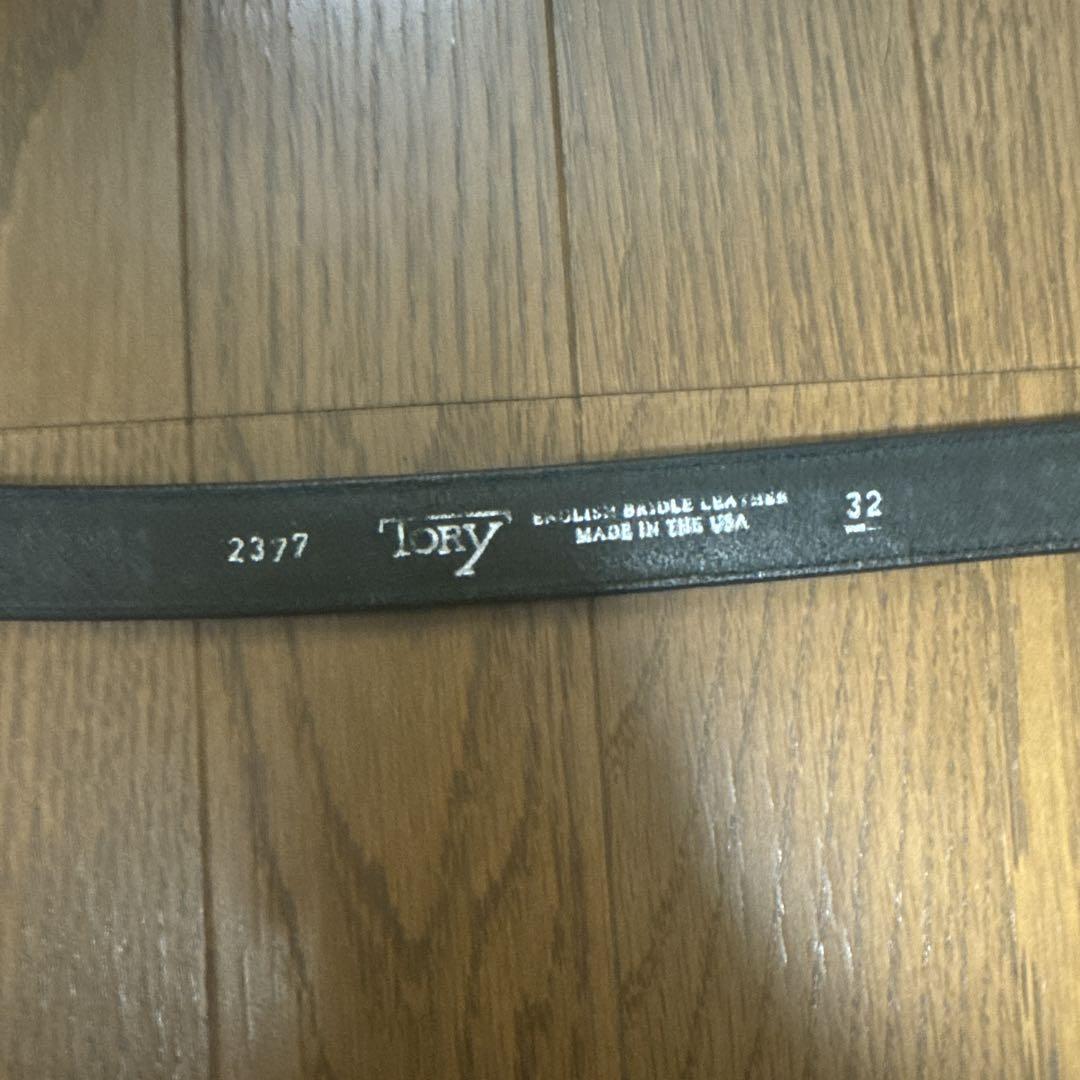 2377
TORY
ENGLISH BRIDLE LEATHER
MADE IN THE USA
32